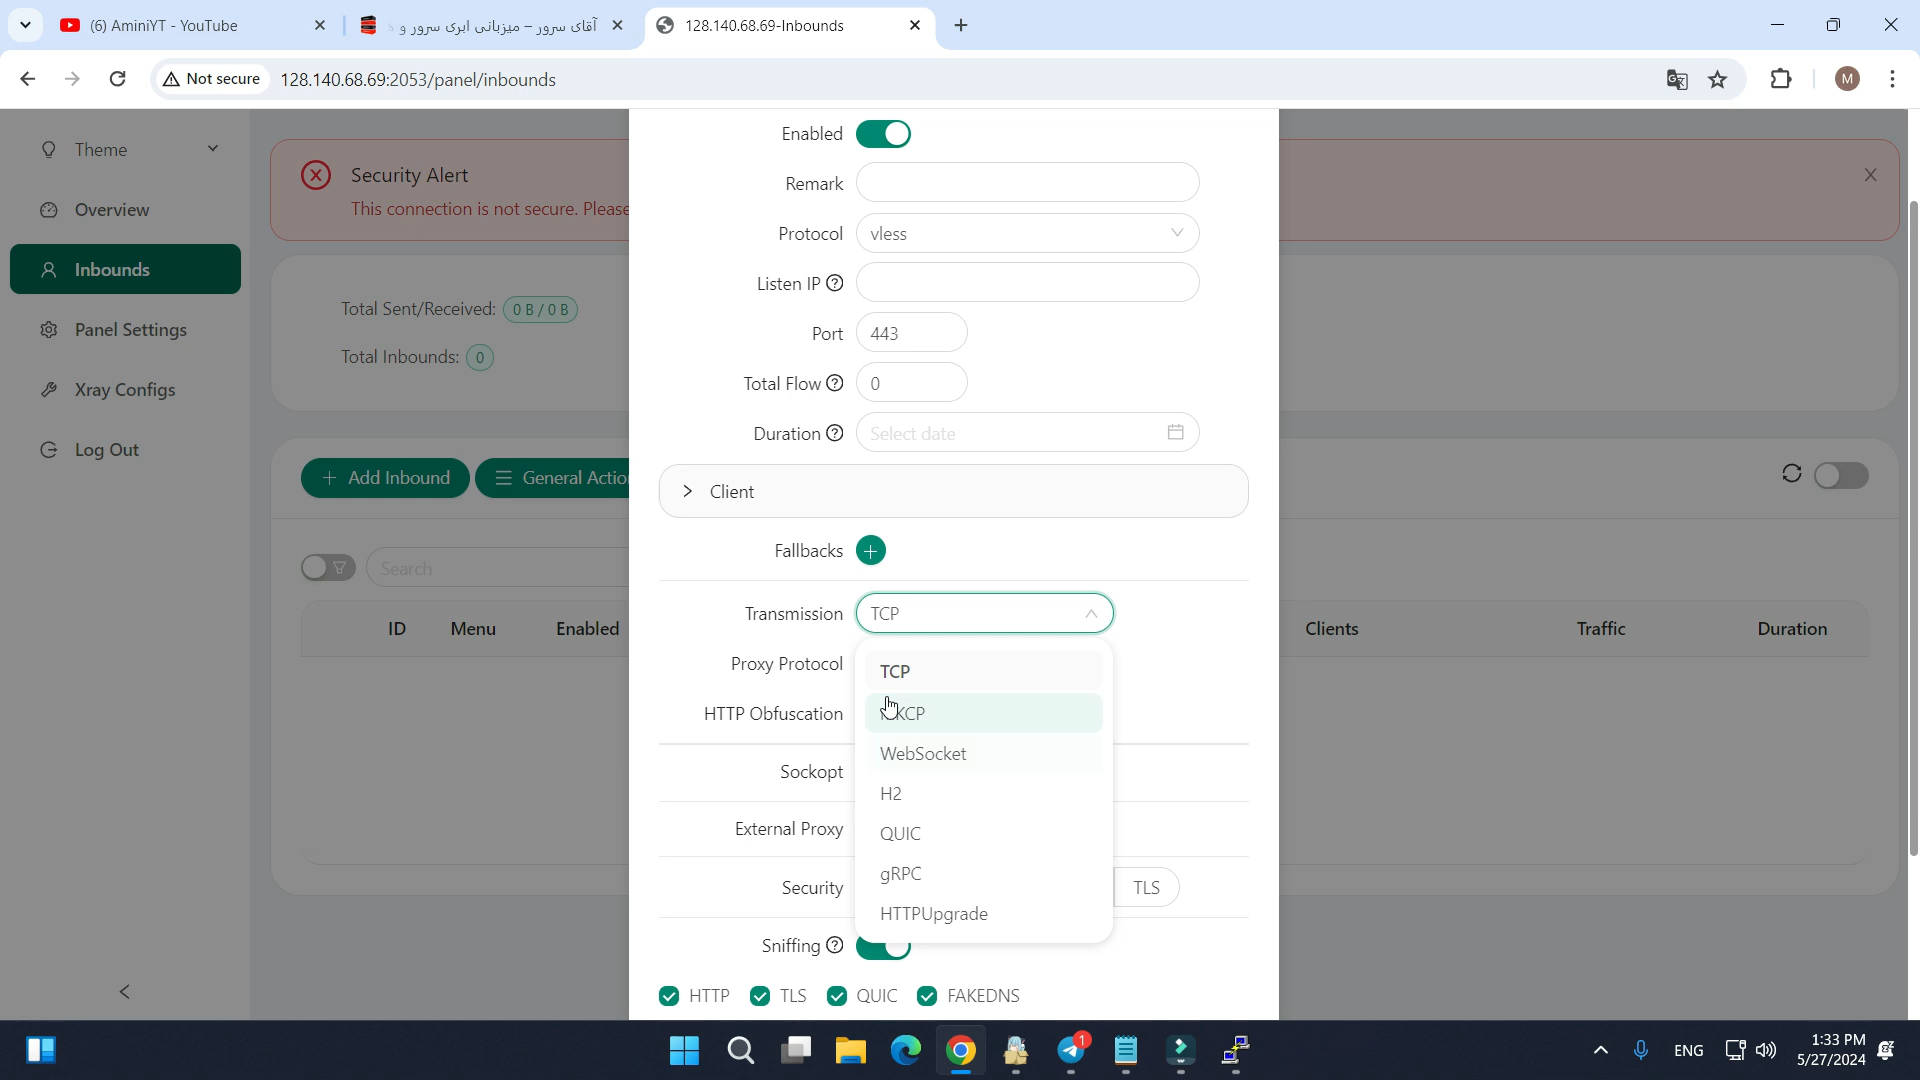 (6) AminiYT - YouTube
آقای سرور – میزبانی ابری سرور و
128.140.68.69-Inbounds
Not secure
128.140.68.69:2053/panel/inbounds
M
Theme
Overview
Inbounds
Panel Settings
Xray Configs
Log Out
Security Alert
This connection is not secure. Please
Total Sent/Received: 0 B / 0 B
Total Inbounds: 0
+ Add Inbound
General Actio
Search
ID Menu Enabled
Clients Traffic Duration
Enabled
Remark
Protocol vless
Listen IP
Port 443
Total Flow 0
Duration Select date
Client
Fallbacks +
Transmission TCP
Proxy Protocol
HTTP Obfuscation
Sockopt
External Proxy
Security TLS
Sniffing
TCP
KCP
WebSocket
H2
QUIC
gRPC
HTTPUpgrade
HTTP TLS QUIC FAKEDNS
1
ENG
1:33 PM
5/27/2024